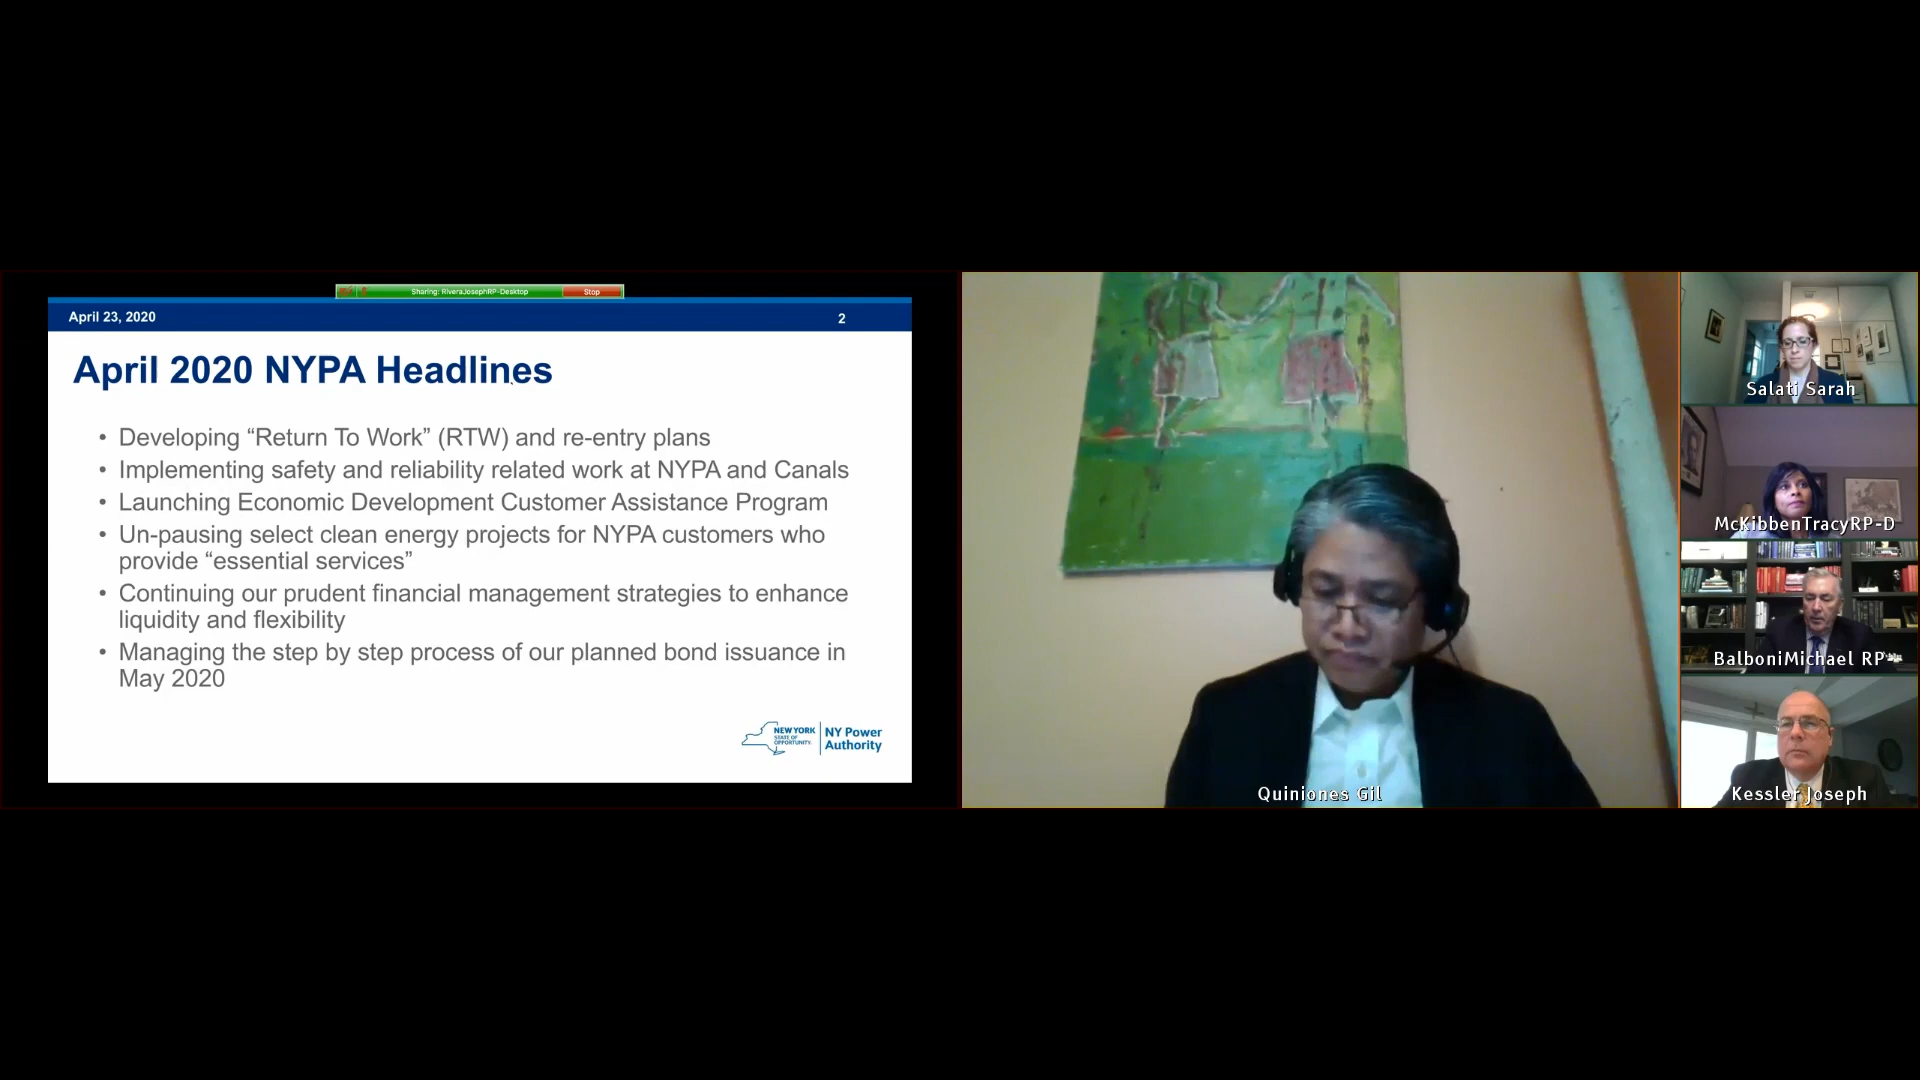 Sharing: RiveraJosephRP-Desktop
Stop
April 23, 2020
2
April 2020 NYPA Headlines
• Developing “Return To Work” (RTW) and re-entry plans
• Implementing safety and reliability related work at NYPA and Canals
• Launching Economic Development Customer Assistance Program
• Un-pausing select clean energy projects for NYPA customers who
provide “essential services”
• Continuing our prudent financial management strategies to enhance
liquidity and flexibility
• Managing the step by step process of our planned bond issuance in
May 2020
NEW YORK
STATE OF
OPPORTUNITY.
NY Power
Authority
Quiniones Gil
Salati Sarah
McKibbenTracyRP-D
BalboniMichael RP-
Kessler Joseph